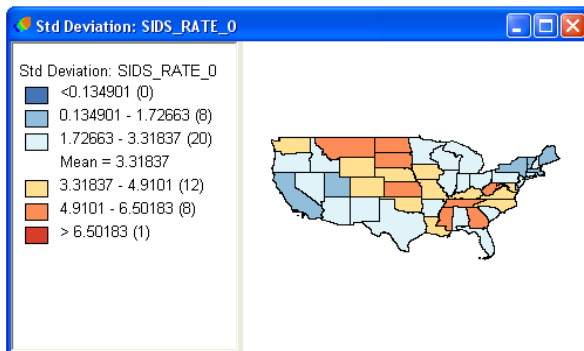 Std Deviation: SIDS_RATE_0
Std Deviation: SIDS_RATE_0
<0.134901 (0)
0.134901 - 1.72663 (8)
1.72663 - 3.31837 (20)
Mean = 3.31837
3.31837 - 4.9101 (12)
4.9101 - 6.50183 (8)
> 6.50183 (1)